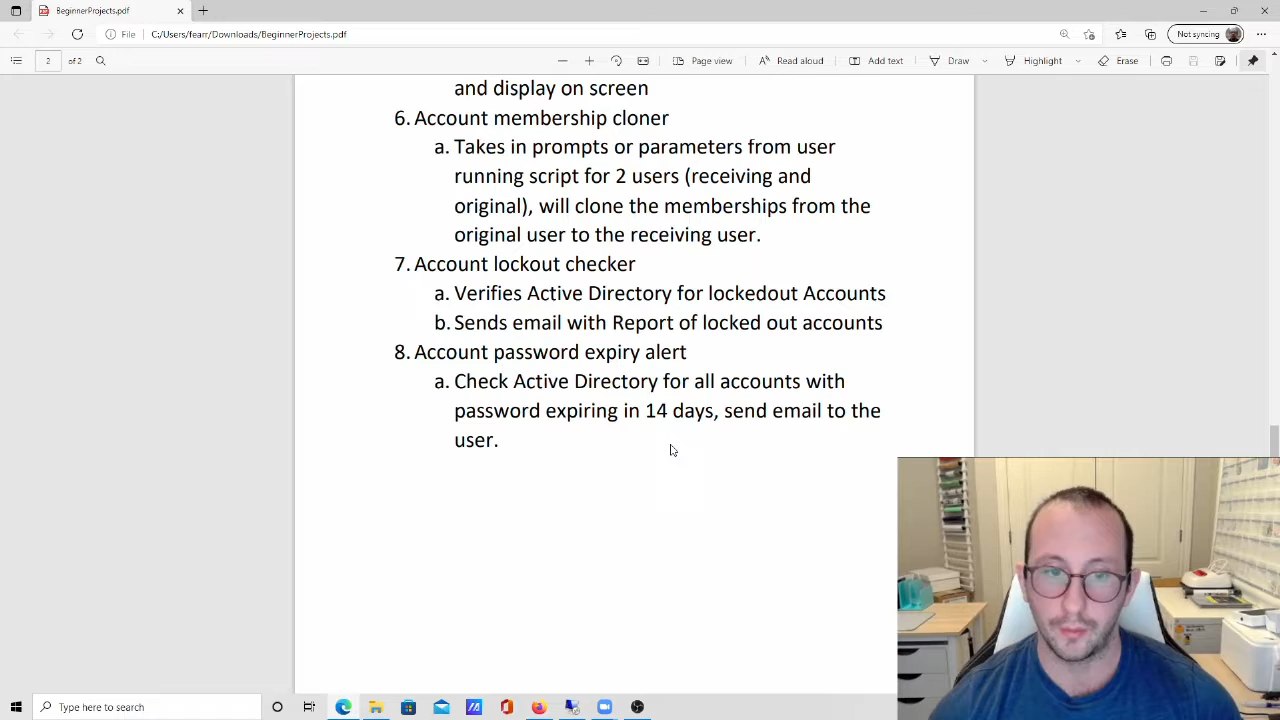 BeginnerProjects.pdf
File
C:/Users/fearr/Downloads/BeginnerProjects.pdf
Not syncing
2
of 2
Page view
Read aloud
Add text
Draw
Highlight
Erase
and display on screen
6. Account membership cloner
a. Takes in prompts or parameters from user
running script for 2 users (receiving and
original), will clone the memberships from the
original user to the receiving user.
7. Account lockout checker
a. Verifies Active Directory for lockedout Accounts
b. Sends email with Report of locked out accounts
8. Account password expiry alert
a. Check Active Directory for all accounts with
password expiring in 14 days, send email to the
user.
Type here to search